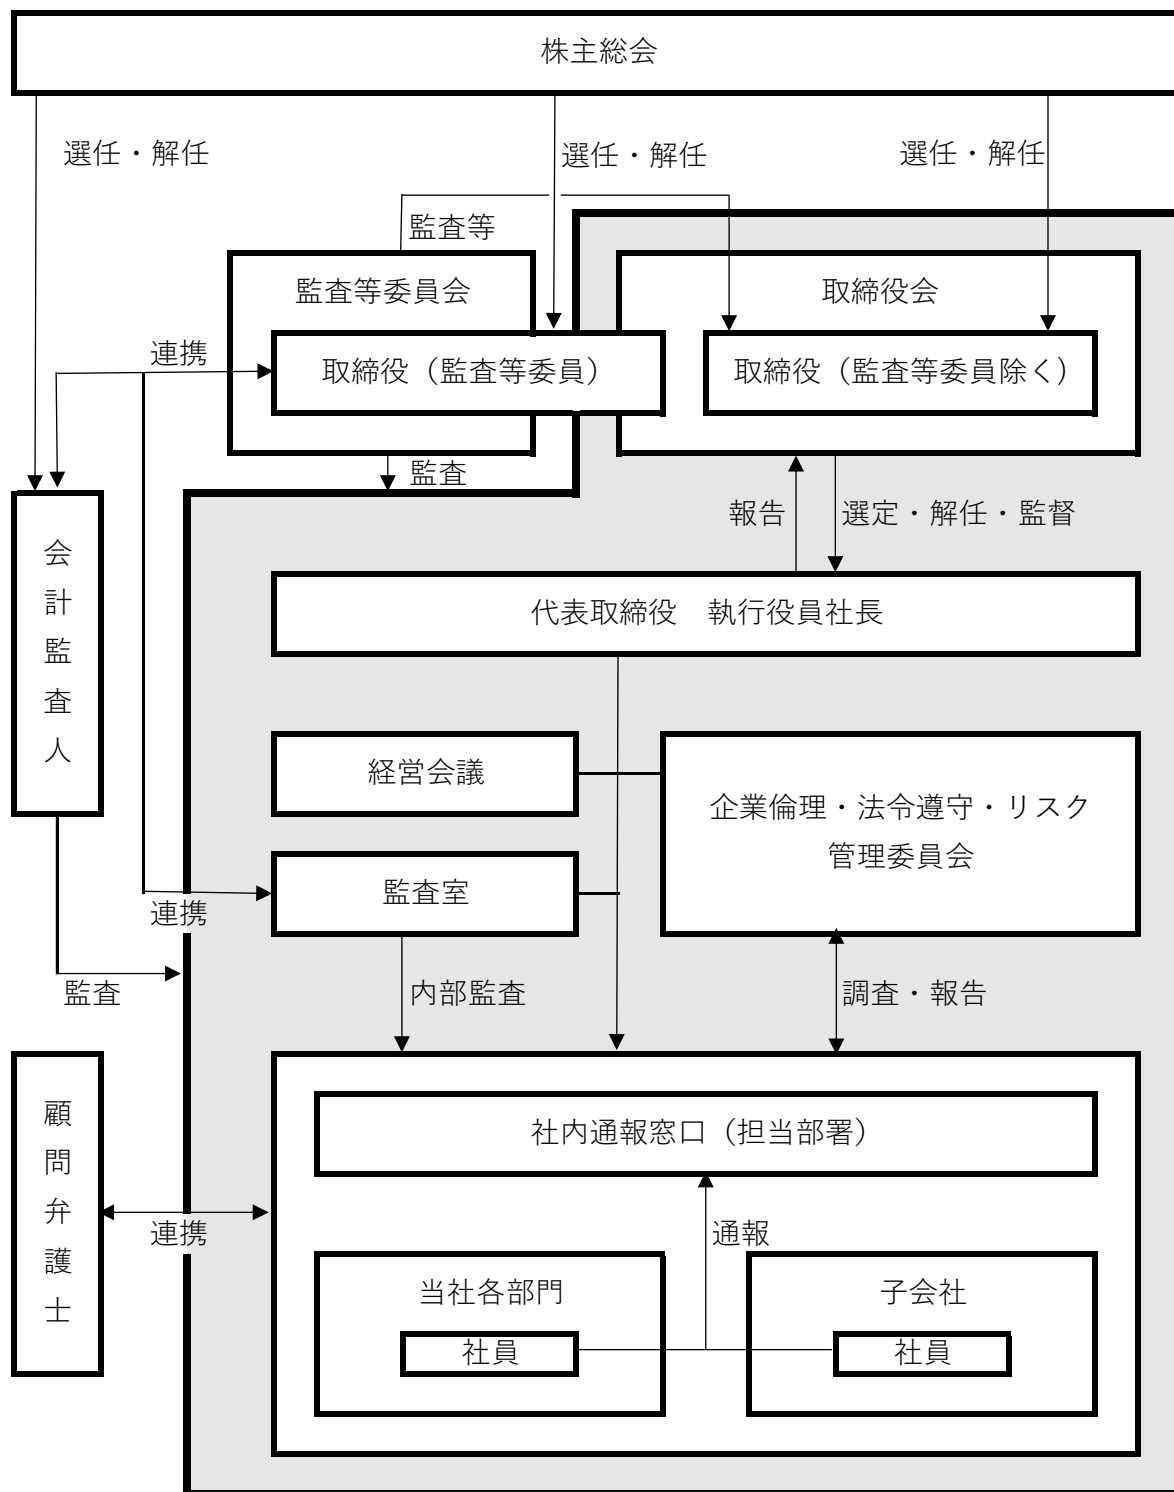 株主総会
選任・解任
選任・解任
選任・解任
監査等
監査等委員会
取締役会
連携
取締役（監査等委員）
取締役（監査等委員除く）
監査
報告
選定・解任・監督
会計監査人
代表取締役　執行役員社長
経営会議
企業倫理・法令遵守・リスク
管理委員会
監査室
連携
監査
内部監査
調査・報告
顧問弁護士
社内通報窓口（担当部署）
連携
通報
当社各部門
子会社
社員
社員